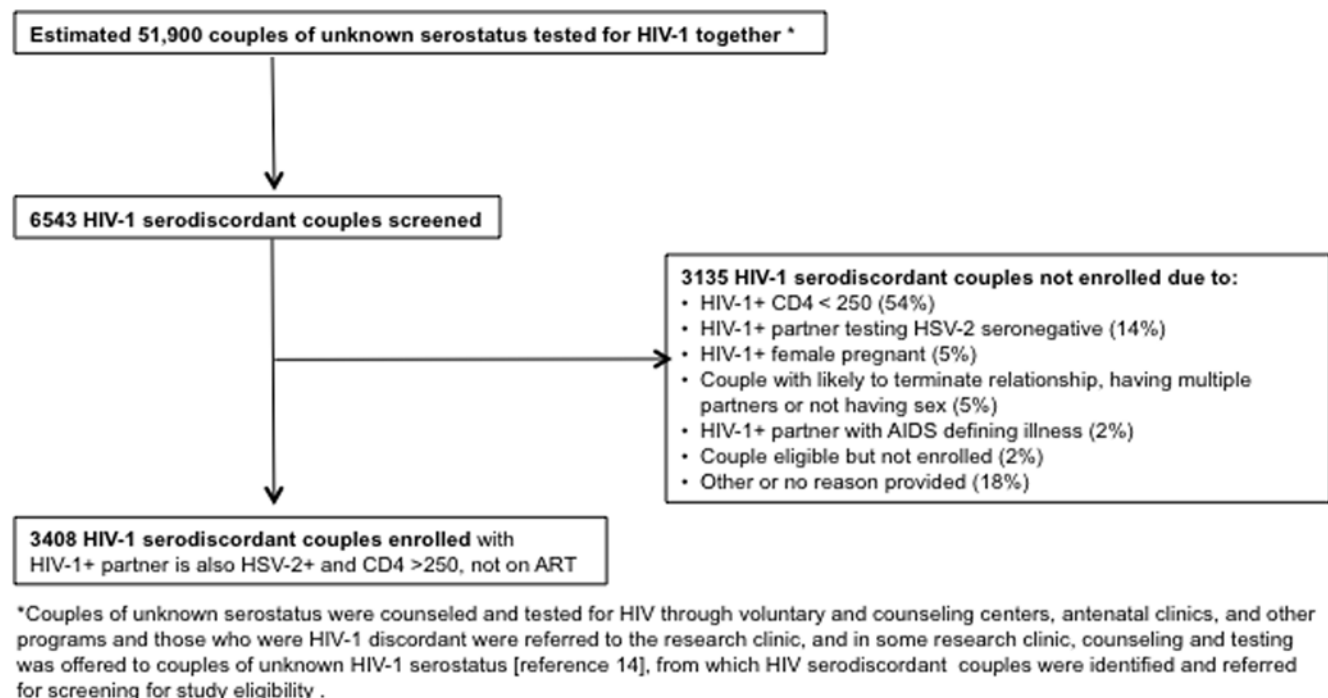 Estimated 51,900 couples of unknown serostatus tested for HIV-1 together *
6543 HIV-1 serodiscordant couples screened
3135 HIV-1 serodiscordant couples not enrolled due to:
• HIV-1+ CD4 < 250 (54%)
• HIV-1+ partner testing HSV-2 seronegative (14%)
• HIV-1+ female pregnant (5%)
• Couple with likely to terminate relationship, having multiple
partners or not having sex (5%)
• HIV-1+ partner with AIDS defining illness (2%)
• Couple eligible but not enrolled (2%)
• Other or no reason provided (18%)
3408 HIV-1 serodiscordant couples enrolled with
HIV-1+ partner is also HSV-2+ and CD4 >250, not on ART
*Couples of unknown serostatus were counseled and tested for HIV through voluntary and counseling centers, antenatal clinics, and other
programs and those who were HIV-1 discordant were referred to the research clinic, and in some research clinic, counseling and testing
was offered to couples of unknown HIV-1 serostatus [reference 14], from which HIV serodiscordant couples were identified and referred
for screening for study eligibility .